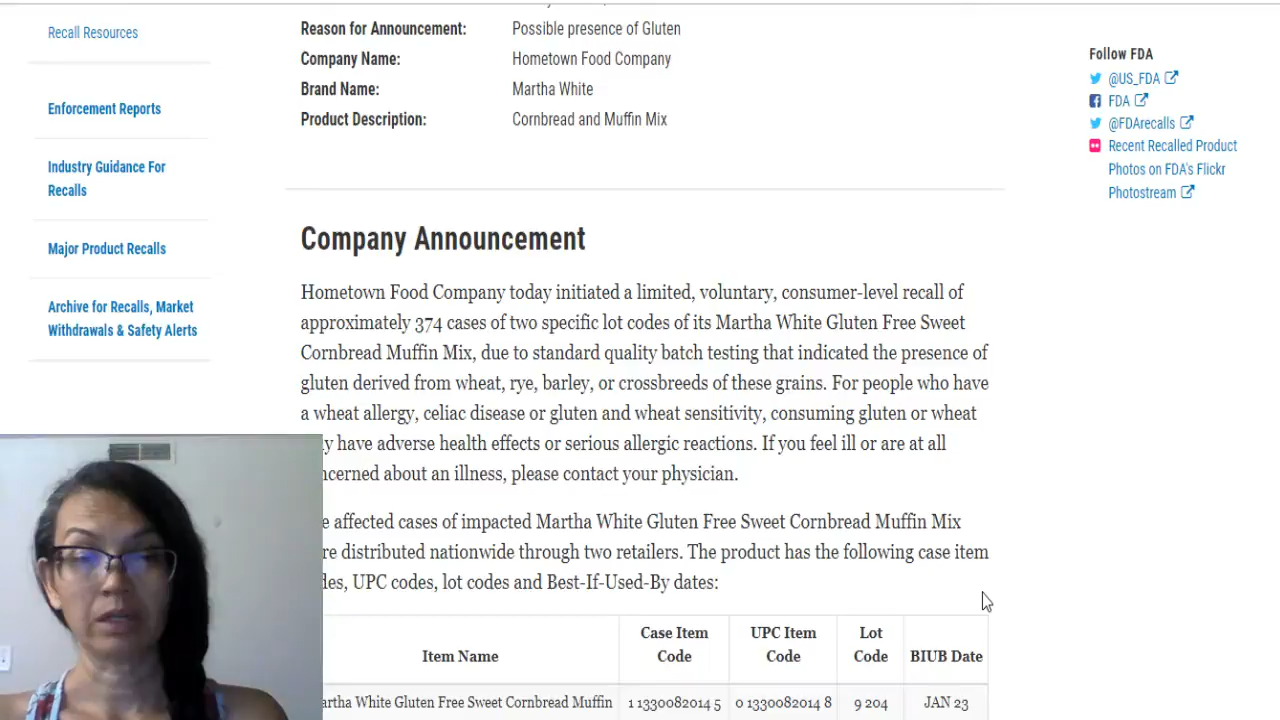 Recall Resources
Enforcement Reports
Industry Guidance For
Recalls
Major Product Recalls
Archive for Recalls, Market
Withdrawals & Safety Alerts
Reason for Announcement: Possible presence of Gluten
Company Name: Hometown Food Company
Brand Name: Martha White
Product Description: Cornbread and Muffin Mix
Company Announcement
Hometown Food Company today initiated a limited, voluntary, consumer-level recall of
approximately 374 cases of two specific lot codes of its Martha White Gluten Free Sweet
Cornbread Muffin Mix, due to standard quality batch testing that indicated the presence of
gluten derived from wheat, rye, barley, or crossbreeds of these grains. For people who have
a wheat allergy, celiac disease or gluten and wheat sensitivity, consuming gluten or wheat
have adverse health effects or serious allergic reactions. If you feel ill or are at all
ncerned about an illness, please contact your physician.
e affected cases of impacted Martha White Gluten Free Sweet Cornbread Muffin Mix
re distributed nationwide through two retailers. The product has the following case item
des, UPC codes, lot codes and Best-If-Used-By dates:
Item Name Case Item Code UPC Item Code Lot Code BIUB Date
artha White Gluten Free Sweet Cornbread Muffin 1 1330082014 5 0 1330082014 8 9 204 JAN 23
Follow FDA
@US_FDA
FDA
@FDArecalls
Recent Recalled Product
Photos on FDA's Flickr
Photostream